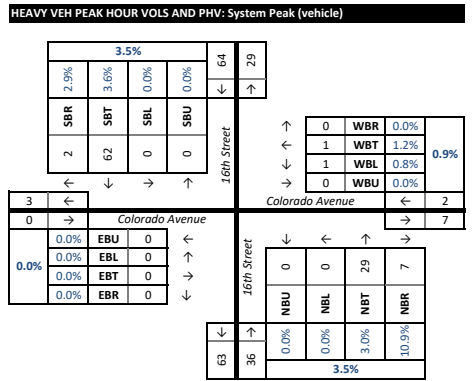 HEAVY VEH PEAK HOUR VOLS AND PHV: System Peak (vehicle)
3.5% 64 29
2.9% 3.6% 0.0% 0.0% ↓ ↑
SBR SBT SBL SBU
2 62 0 0
← ↓ → ↑
16th Street
↑ 0 WBR 0.0%
← 1 WBT 1.2%
↓ 1 WBL 0.8%
→ 0 WBU 0.0%
0.9%
3 ← Colorado Avenue ← 2
0 → Colorado Avenue → 7
0.0%
0.0% EBU 0 ←
0.0% EBL 0 ↑
0.0% EBT 0 →
0.0% EBR 0 ↓
16th Street
↓ ← ↑ →
0 0 29 7
NBU NBL NBT NBR
↓ ↑ 0.0% 0.0% 3.0% 10.9%
63 36 3.5%